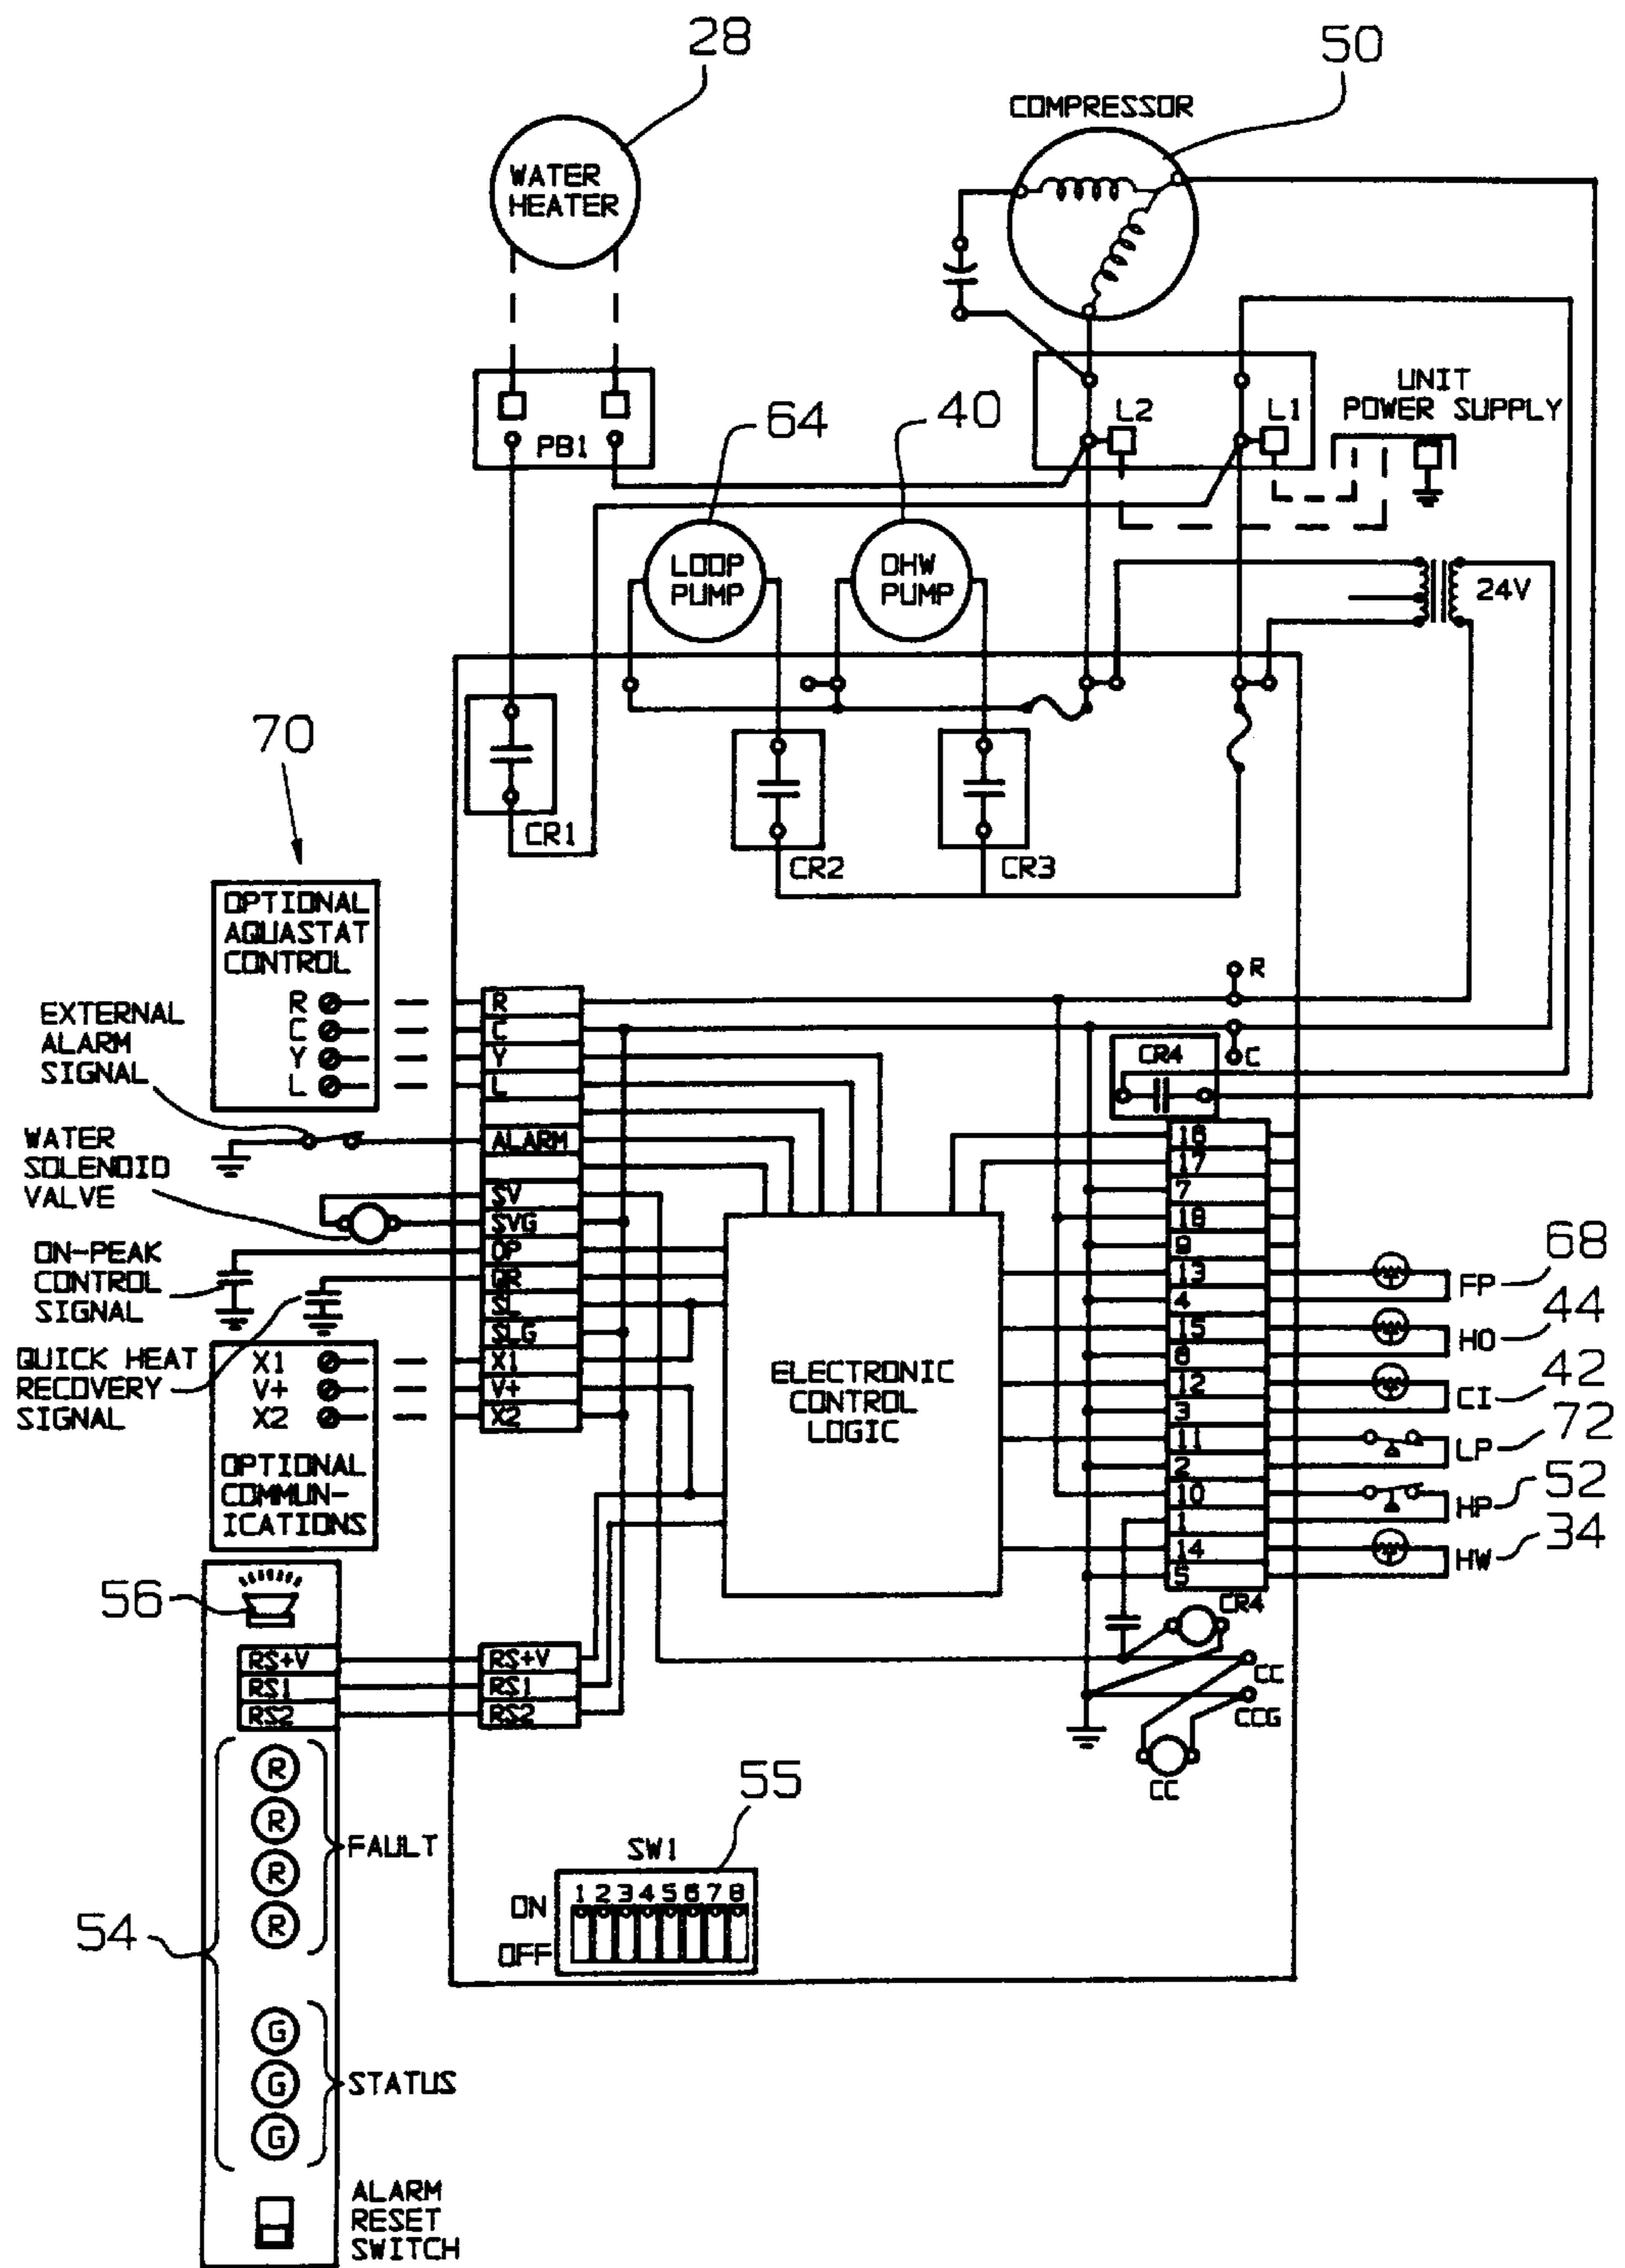 28
50
COMPRESSOR
WATER
HEATER
UNIT
POWER SUPPLY
L2
L1
PB1
64
40
LOOP
PUMP
DHW
PUMP
24V
70
CR1
CR2
CR3
OPTIONAL
AQUASTAT
CONTROL
R
C
Y
L
EXTERNAL
ALARM
SIGNAL
WATER
SOLENOID
VALVE
ON-PEAK
CONTROL
SIGNAL
QUICK HEAT
RECOVERY
SIGNAL
X1
V+
X2
OPTIONAL
COMMUN-
ICATIONS
R
C
Y
L
ALARM
SV
SVG
OP
X1
V+
X2
R
C
CR4
ELECTRONIC
CONTROL
LOGIC
16
17
7
18
9
13
4
15
6
12
3
11
2
10
1
14
5
FP
68
HO
44
CI
42
LP
72
HP
52
HW
34
CR4
CC
CCG
CC
56
RS+V
RS1
RS2
RS+V
RS1
RS2
R
R
R
R
FAULT
54
G
G
G
STATUS
ALARM
RESET
SWITCH
55
SW1
1 2 3 4 5 6 7 8
ON
OFF